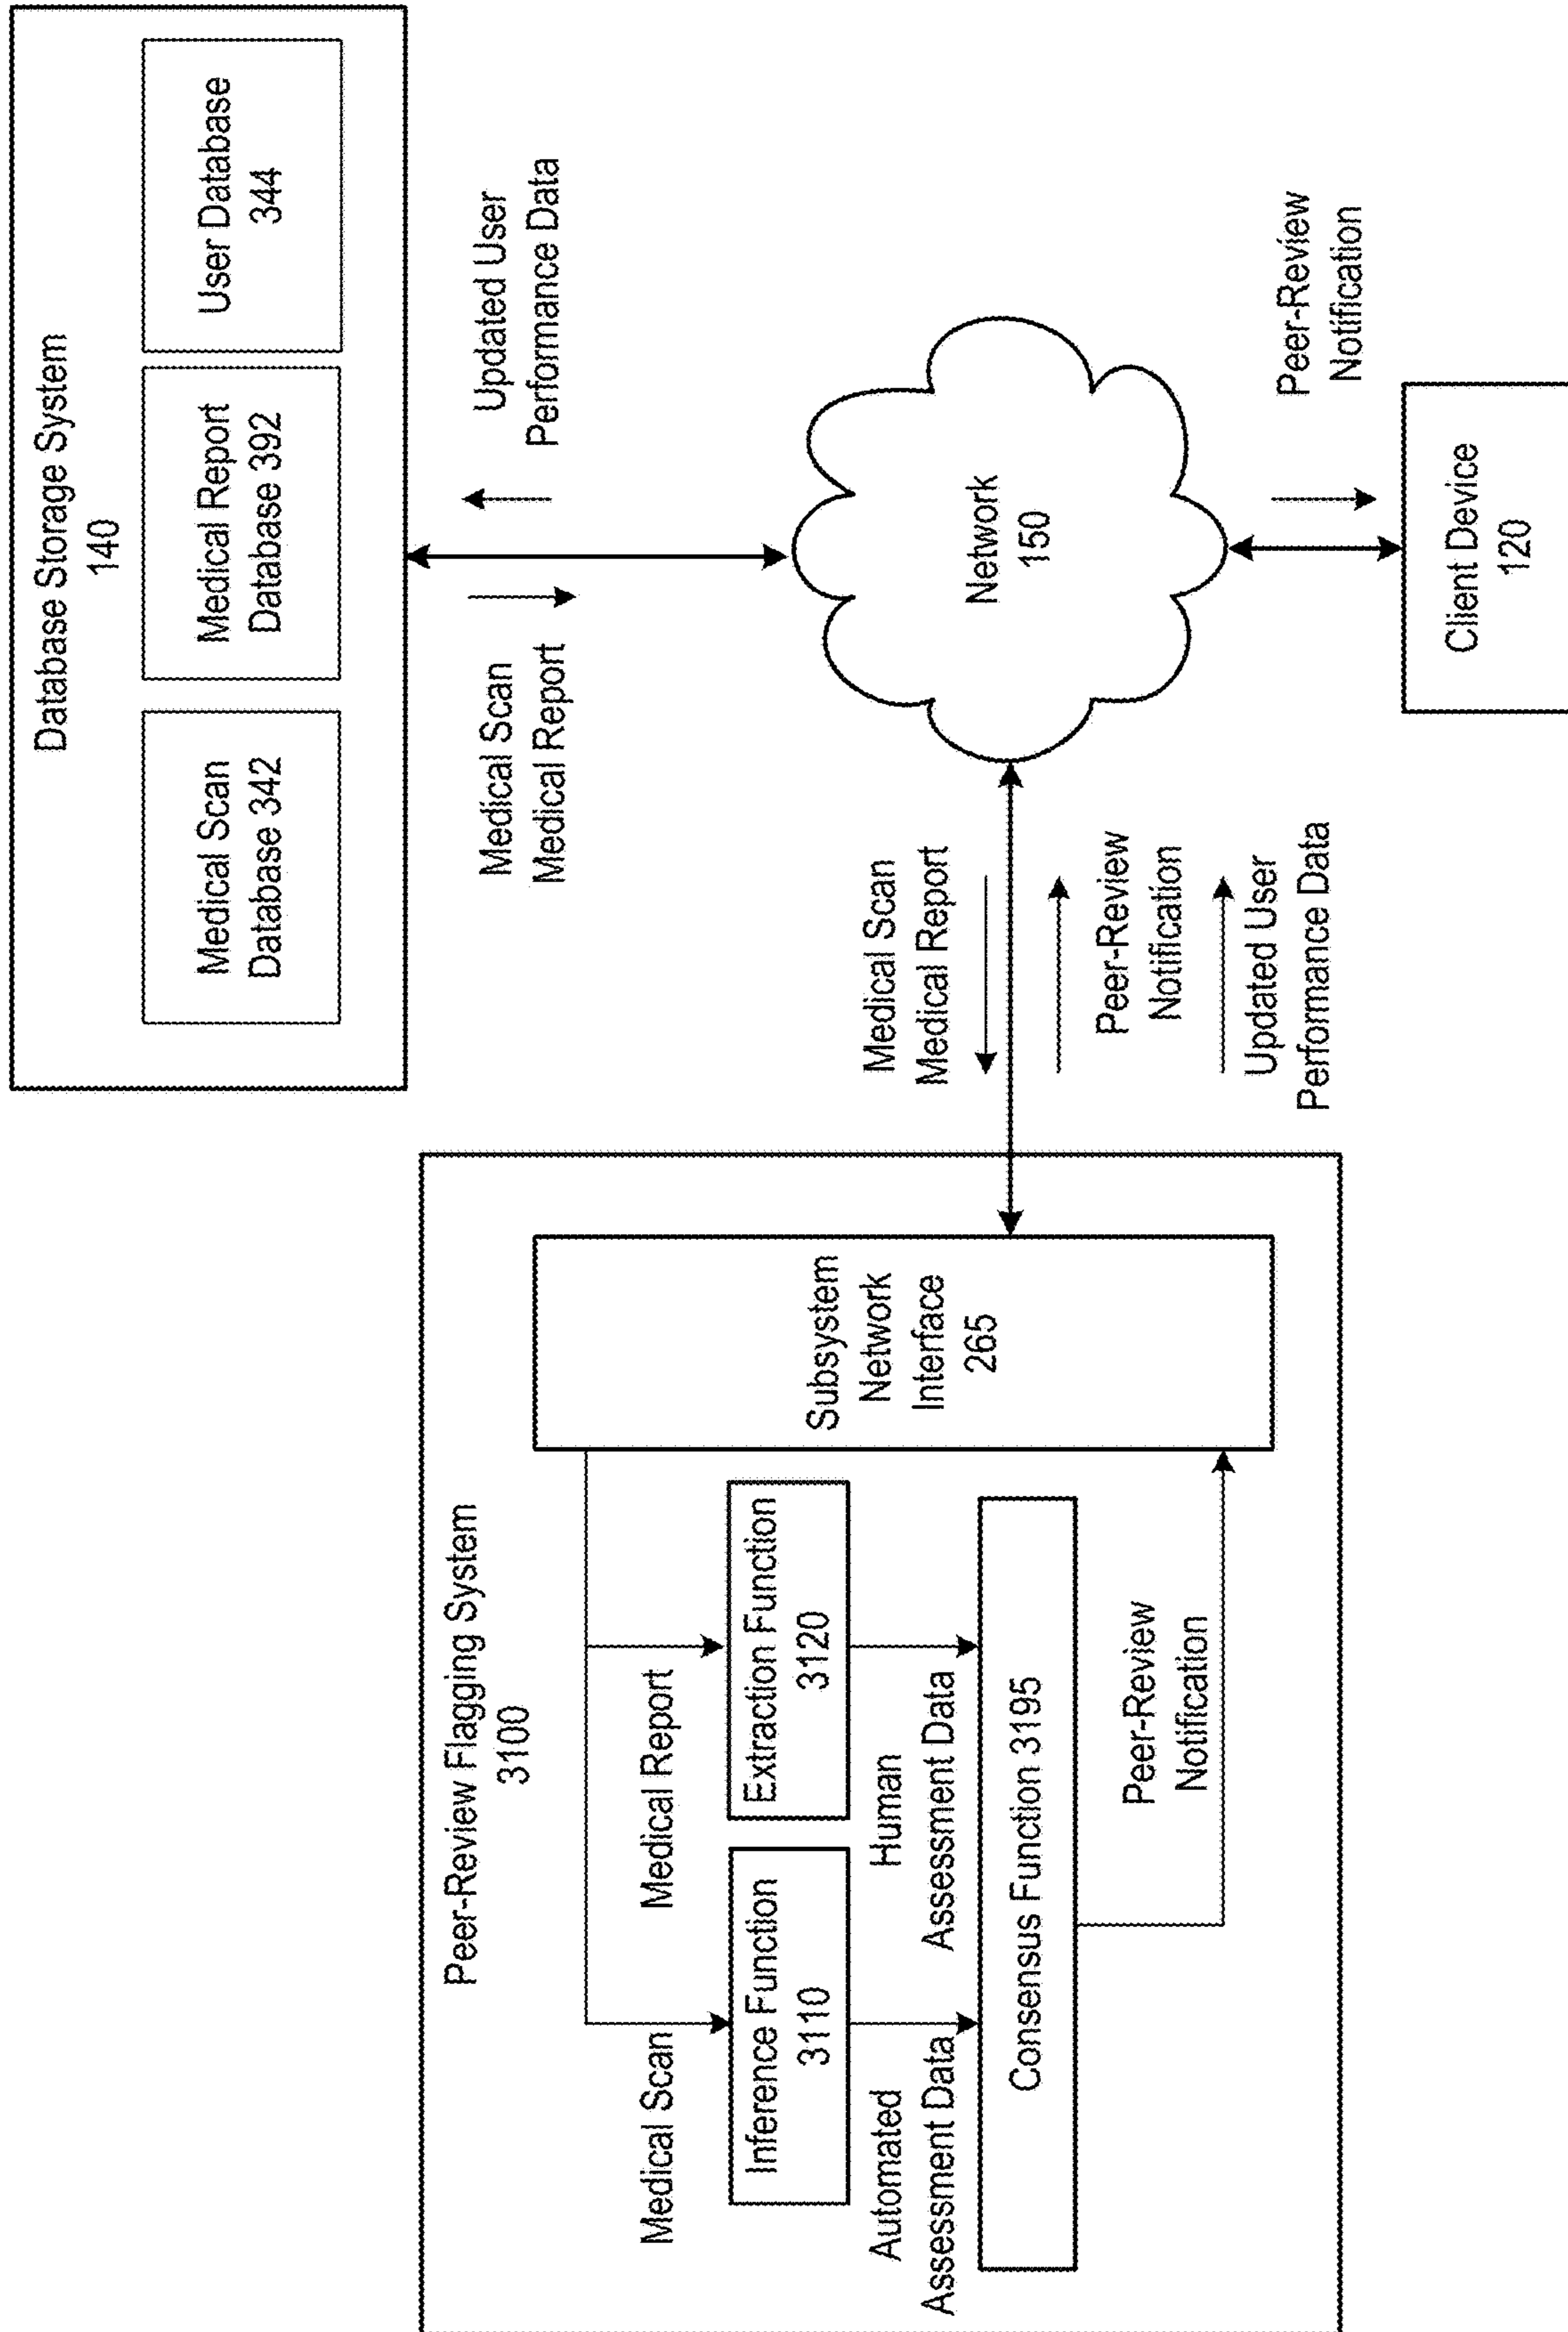 Peer-Review Flagging System
3100
Medical Scan
Medical Report
Inference Function
3110
Extraction Function
3120
Automated
Assessment Data
Human
Assessment Data
Consensus Function 3195
Peer-Review
Notification
Subsystem
Network
Interface
265
Database Storage System
140
Medical Scan
Database 342
Medical Report
Database 392
User Database
344
Medical Scan
Medical Report
Updated User
Performance Data
Medical Scan
Medical Report
Peer-Review
Notification
Updated User
Performance Data
Network
150
Peer-Review
Notification
Client Device
120